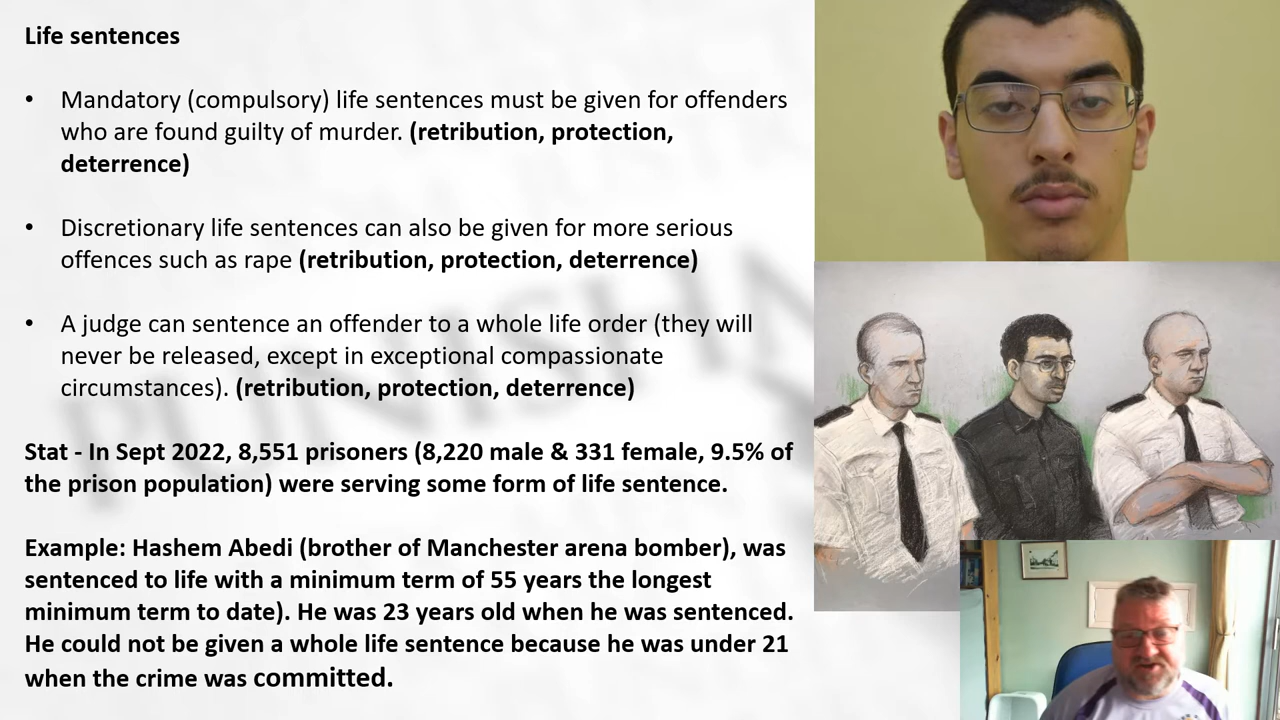 Life sentences
• Mandatory (compulsory) life sentences must be given for offenders
who are found guilty of murder. (retribution, protection,
deterrence)
• Discretionary life sentences can also be given for more serious
offences such as rape (retribution, protection, deterrence)
• A judge can sentence an offender to a whole life order (they will
never be released, except in exceptional compassionate
circumstances). (retribution, protection, deterrence)
Stat - In Sept 2022, 8,551 prisoners (8,220 male & 331 female, 9.5% of
the prison population) were serving some form of life sentence.
Example: Hashem Abedi (brother of Manchester arena bomber), was
sentenced to life with a minimum term of 55 years the longest
minimum term to date). He was 23 years old when he was sentenced.
He could not be given a whole life sentence because he was under 21
when the crime was committed.